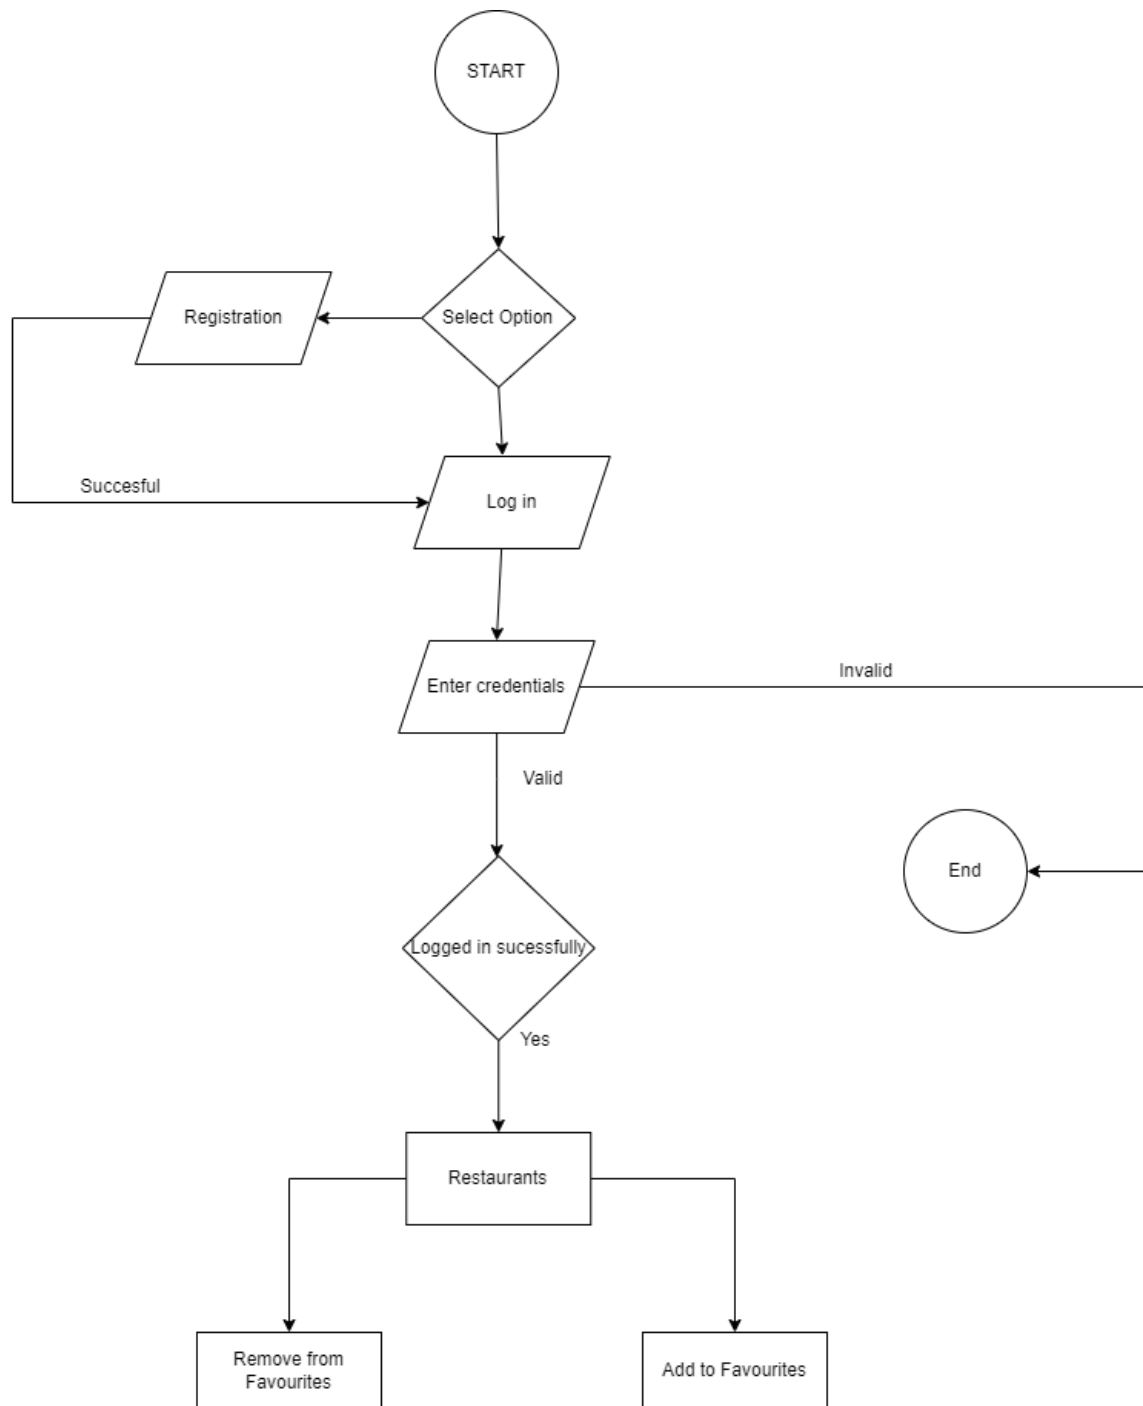 START
Registration
Select Option
Succesful
Log in
Enter credentials
Invalid
Valid
End
Logged in sucessfully
Yes
Restaurants
Remove from
Favourites
Add to Favourites